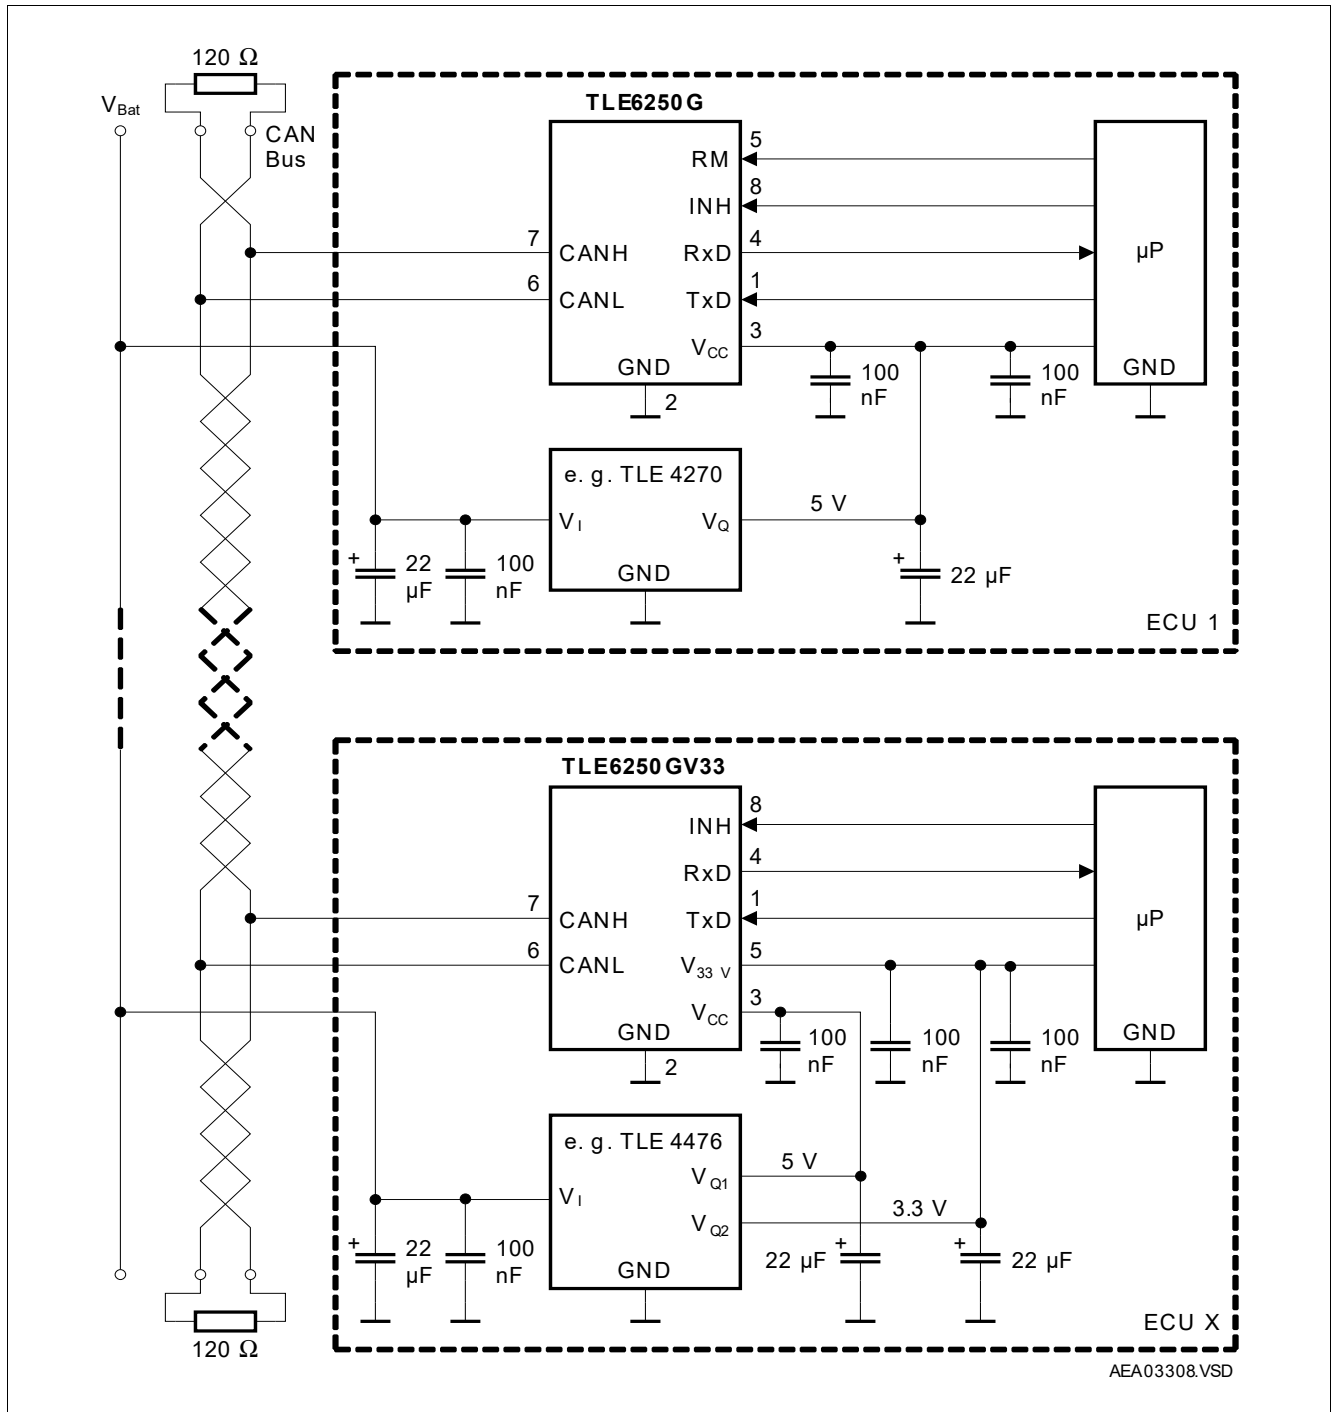 120 Ω
VBat
CAN
Bus
TLE6250G
RM
5
INH
8
7
CANH
RxD
4
µP
6
CANL
TxD
1
VCC
3
GND
2
100
nF
100
nF
GND
e. g. TLE 4270
VI
VQ
5 V
GND
+
22
µF
100
nF
+
22 µF
ECU 1
TLE6250GV33
INH
8
RxD
4
7
CANH
TxD
1
µP
6
CANL
V33 V
5
VCC
3
GND
2
100
nF
100
nF
100
nF
GND
e. g. TLE 4476
VQ1
5 V
VI
VQ2
3.3 V
GND
+
22
µF
100
nF
22 µF
+
+
22 µF
ECU X
120 Ω
AEA03308.VSD